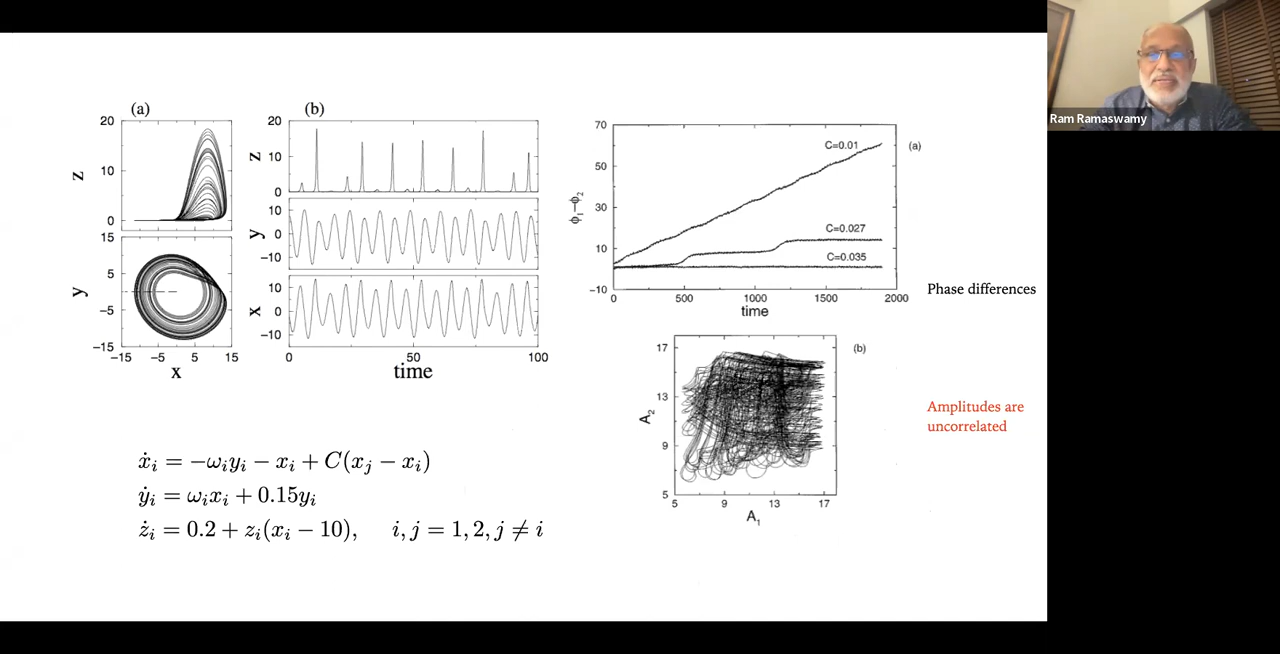 Ram Ramaswamy
(a)
20
10
0
z
15
5
−5
−15
y
−15
−5
5
15
x
(b)
20
10
0
z
10
0
−10
y
10
0
−10
x
0
50
100
time
70
50
30
10
−10
ϕ₁−ϕ₂
C=0.01
C=0.027
C=0.035
(a)
0
500
1000
1500
2000
time
Phase differences
17
13
9
5
A₂
(b)
5
9
13
17
A₁
Amplitudes are
uncorrelated
ẋᵢ = −ωᵢyᵢ − xᵢ + C(xⱼ − xᵢ)
ẏᵢ = ωᵢxᵢ + 0.15yᵢ
żᵢ = 0.2 + zᵢ(xᵢ − 10), i, j = 1, 2, j ≠ i